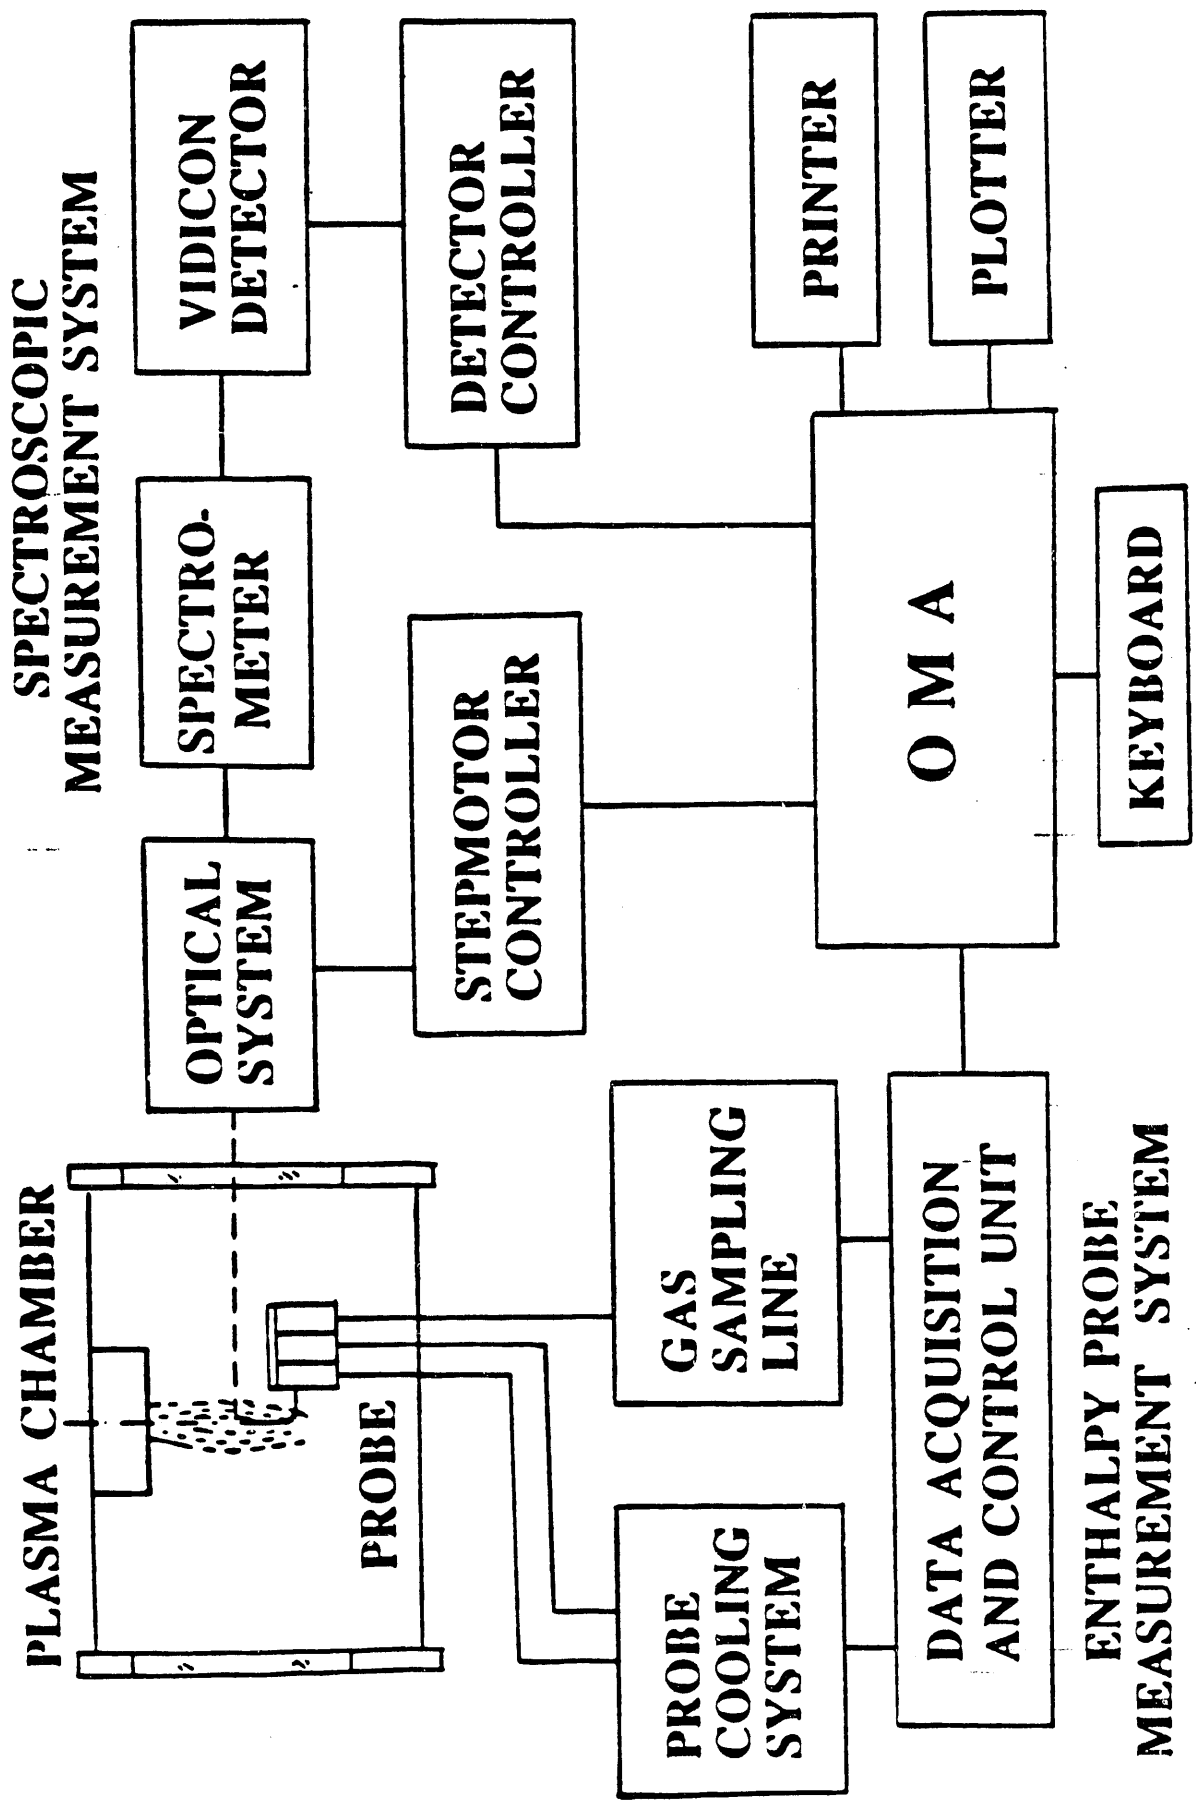 PLASMA CHAMBER
SPECTROSCOPIC
MEASUREMENT SYSTEM
OPTICAL
SYSTEM
SPECTRO-
METER
VIDICON
DETECTOR
PROBE
STEPMOTOR
CONTROLLER
DETECTOR
CONTROLLER
PROBE
COOLING
SYSTEM
GAS
SAMPLING
LINE
OMA
PRINTER
PLOTTER
DATA ACQUISITION
AND CONTROL UNIT
KEYBOARD
ENTHALPY PROBE
MEASUREMENT SYSTEM